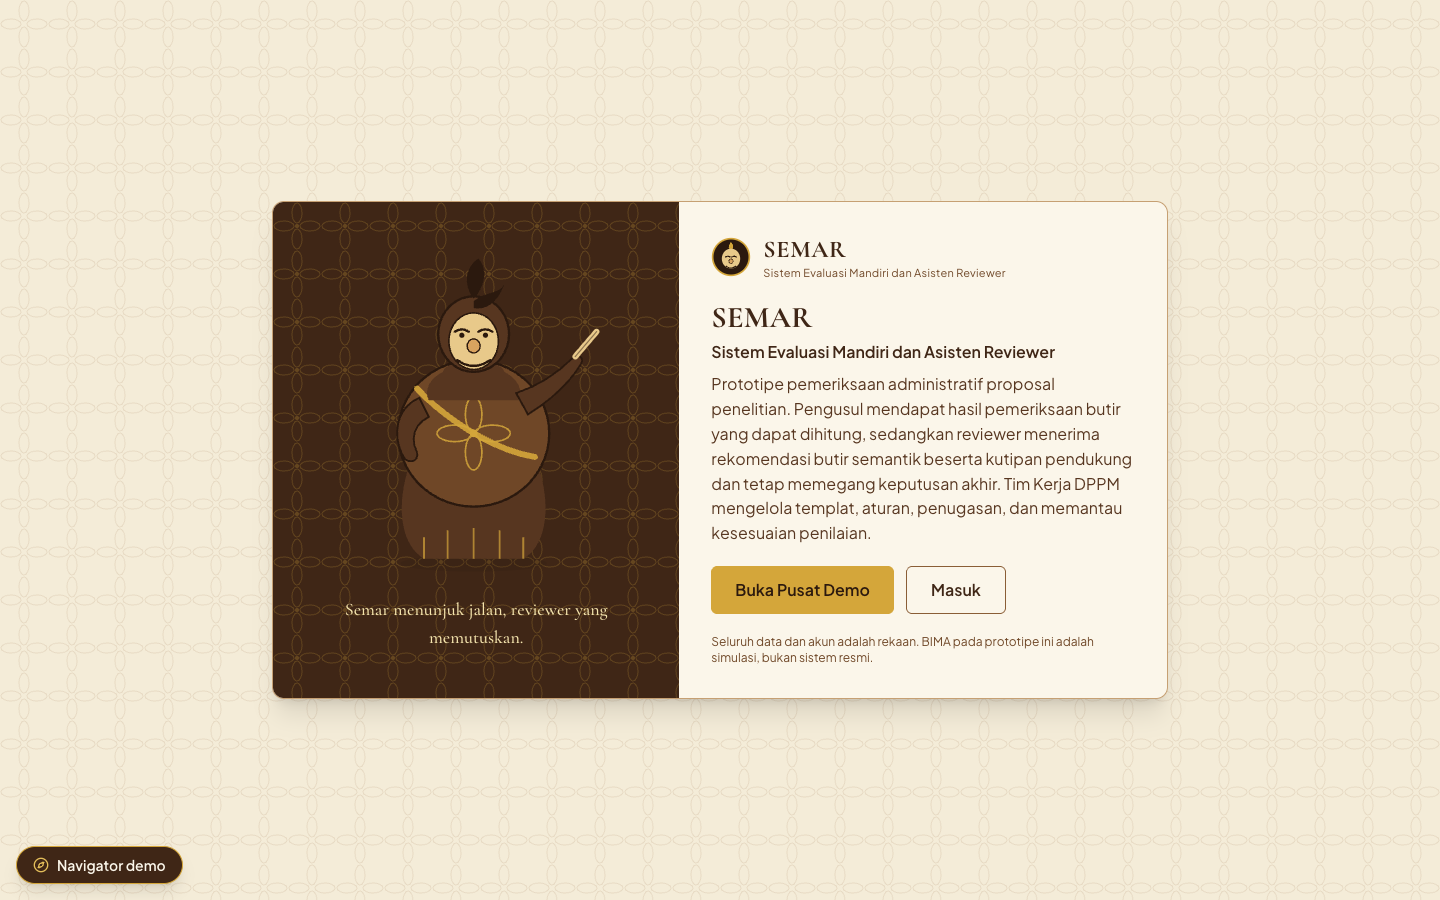 SEMAR
Sistem Evaluasi Mandiri dan Asisten Reviewer
SEMAR
Sistem Evaluasi Mandiri dan Asisten Reviewer
Prototipe pemeriksaan administratif proposal
penelitian. Pengusul mendapat hasil pemeriksaan butir
yang dapat dihitung, sedangkan reviewer menerima
rekomendasi butir semantik beserta kutipan pendukung
dan tetap memegang keputusan akhir. Tim Kerja DPPM
mengelola templat, aturan, penugasan, dan memantau
kesesuaian penilaian.
Buka Pusat Demo
Masuk
Seluruh data dan akun adalah rekaan. BIMA pada prototipe ini adalah
simulasi, bukan sistem resmi.
Semar menunjuk jalan, reviewer yang
memutuskan.
Navigator demo